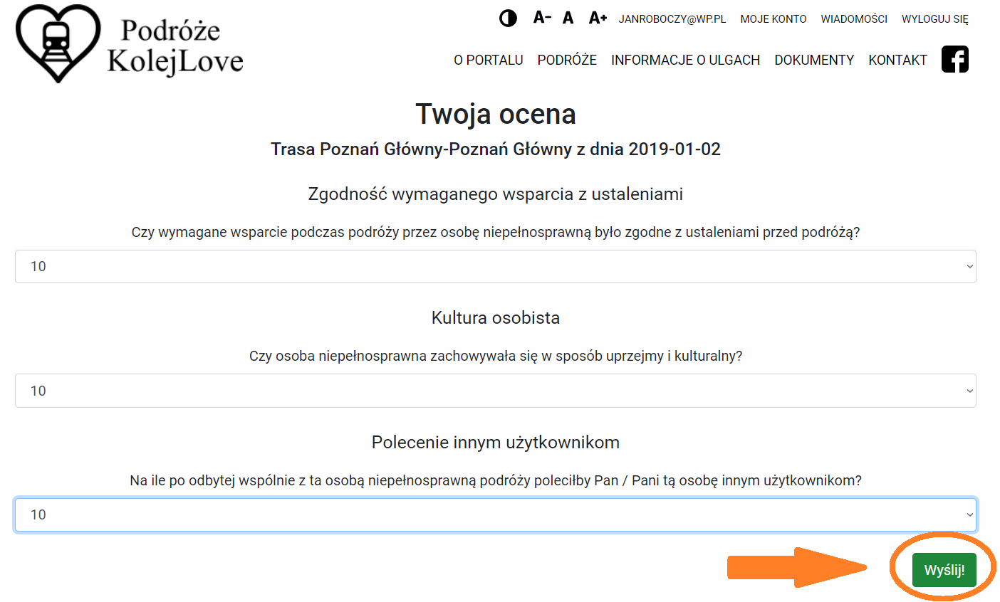 Podróże
KolejLove
A- A A+ JANROBOCZY@WP.PL MOJE KONTO WIADOMOŚCI WYLOGUJ SIĘ
O PORTALU PODRÓŻE INFORMACJE O ULGACH DOKUMENTY KONTAKT
Twoja ocena
Trasa Poznań Główny-Poznań Główny z dnia 2019-01-02
Zgodność wymaganego wsparcia z ustaleniami
Czy wymagane wsparcie podczas podróży przez osobę niepełnosprawną było zgodne z ustaleniami przed podróżą?
10
Kultura osobista
Czy osoba niepełnosprawna zachowywała się w sposób uprzejmy i kulturalny?
10
Polecenie innym użytkownikom
Na ile po odbytej wspólnie z ta osobą niepełnosprawną podróży poleciłby Pan / Pani tą osobę innym użytkownikom?
10
Wyślij!